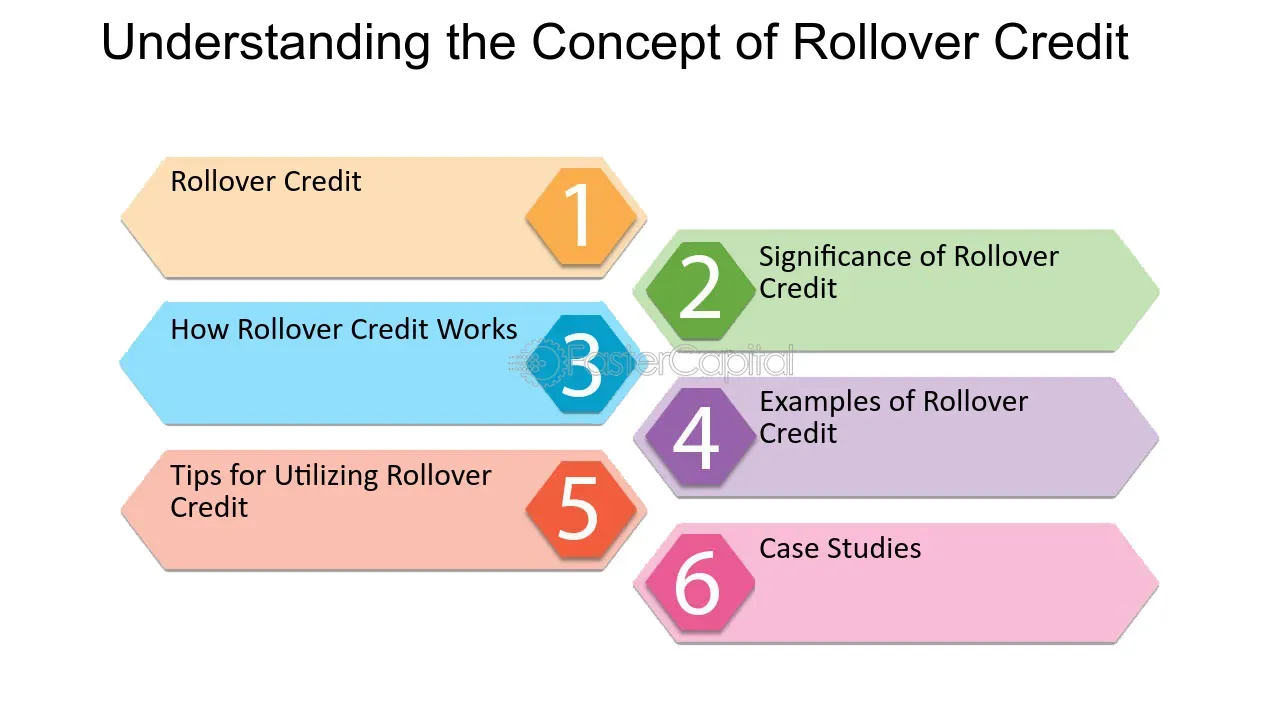 Understanding the Concept of Rollover Credit
Rollover Credit
1
2
Significance of Rollover
Credit
How Rollover Credit Works
3
FasterCapital
4
Examples of Rollover
Credit
Tips for Utilizing Rollover
Credit
5
6
Case Studies